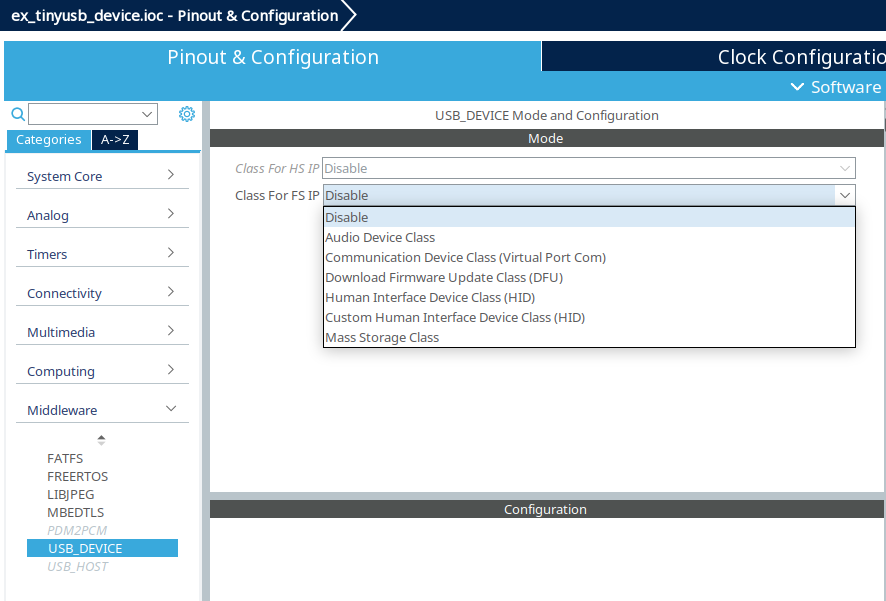 ex_tinyusb_device.ioc - Pinout & Configuration
Pinout & Configuration
Clock Configuratio
Software
Categories
A->Z
System Core
Analog
Timers
Connectivity
Multimedia
Computing
Middleware
FATFS
FREERTOS
LIBJPEG
MBEDTLS
PDM2PCM
USB_DEVICE
USB_HOST
USB_DEVICE Mode and Configuration
Mode
Class For HS IP Disable
Class For FS IP Disable
Disable
Audio Device Class
Communication Device Class (Virtual Port Com)
Download Firmware Update Class (DFU)
Human Interface Device Class (HID)
Custom Human Interface Device Class (HID)
Mass Storage Class
Configuration